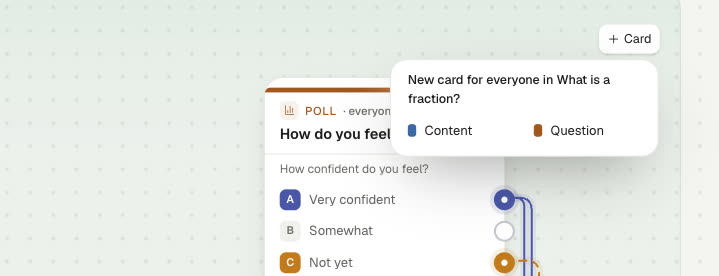 + Card
New card for everyone in What is a
fraction?
Content
Question
POLL · everyon
How do you feel
How confident do you feel?
A Very confident
B Somewhat
C Not yet